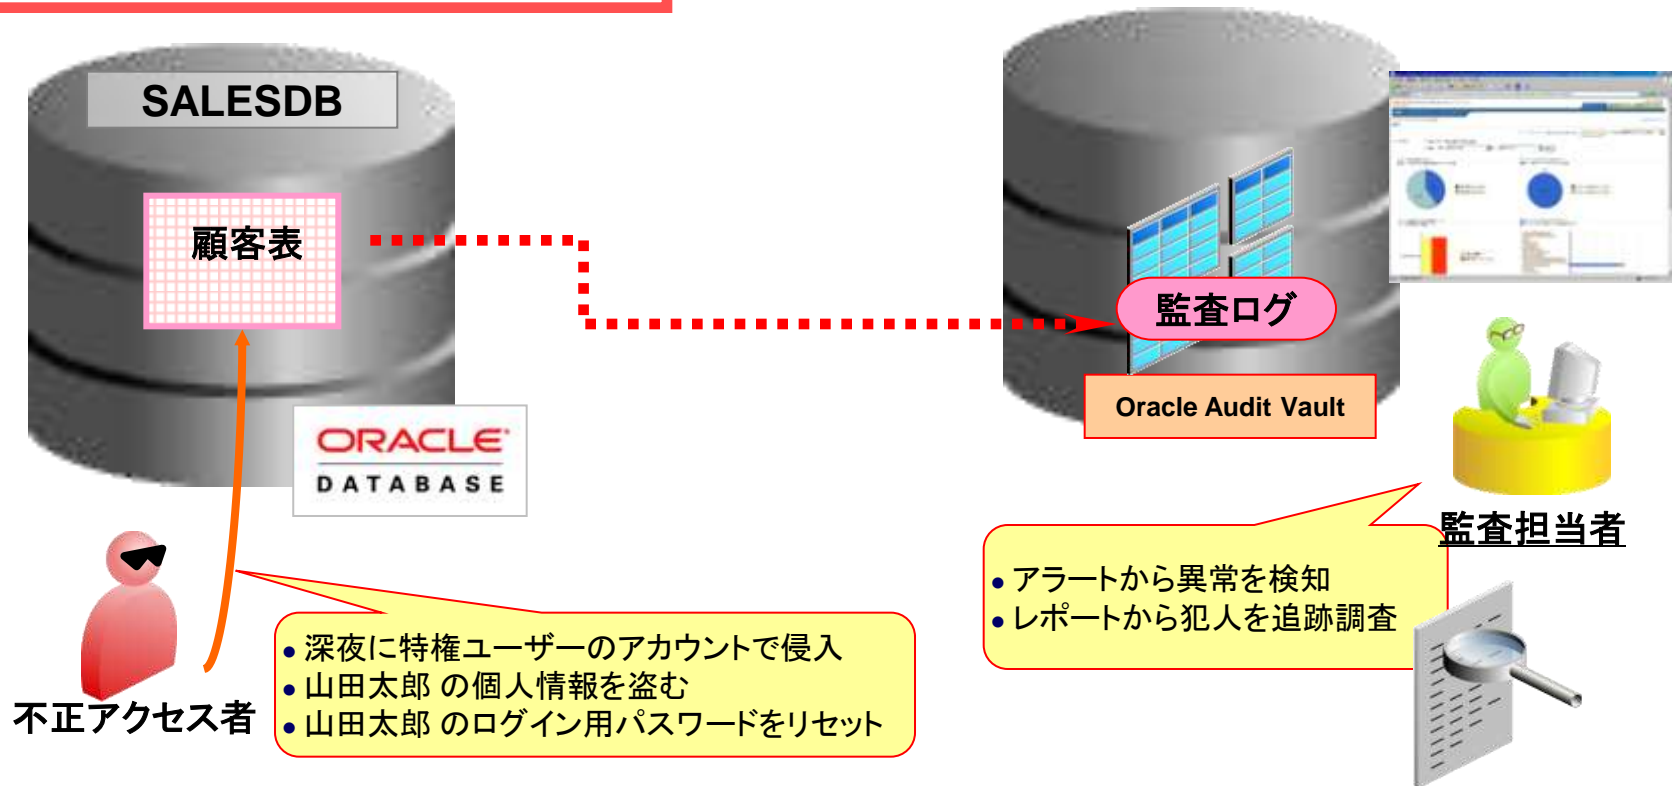 SALESDB
顧客表
ORACLE
DATABASE
不正アクセス者
● 深夜に特権ユーザーのアカウントで侵入
● 山田太郎 の個人情報を盗む
● 山田太郎 のログイン用パスワードをリセット
監査ログ
Oracle Audit Vault
監査担当者
● アラートから異常を検知
● レポートから犯人を追跡調査